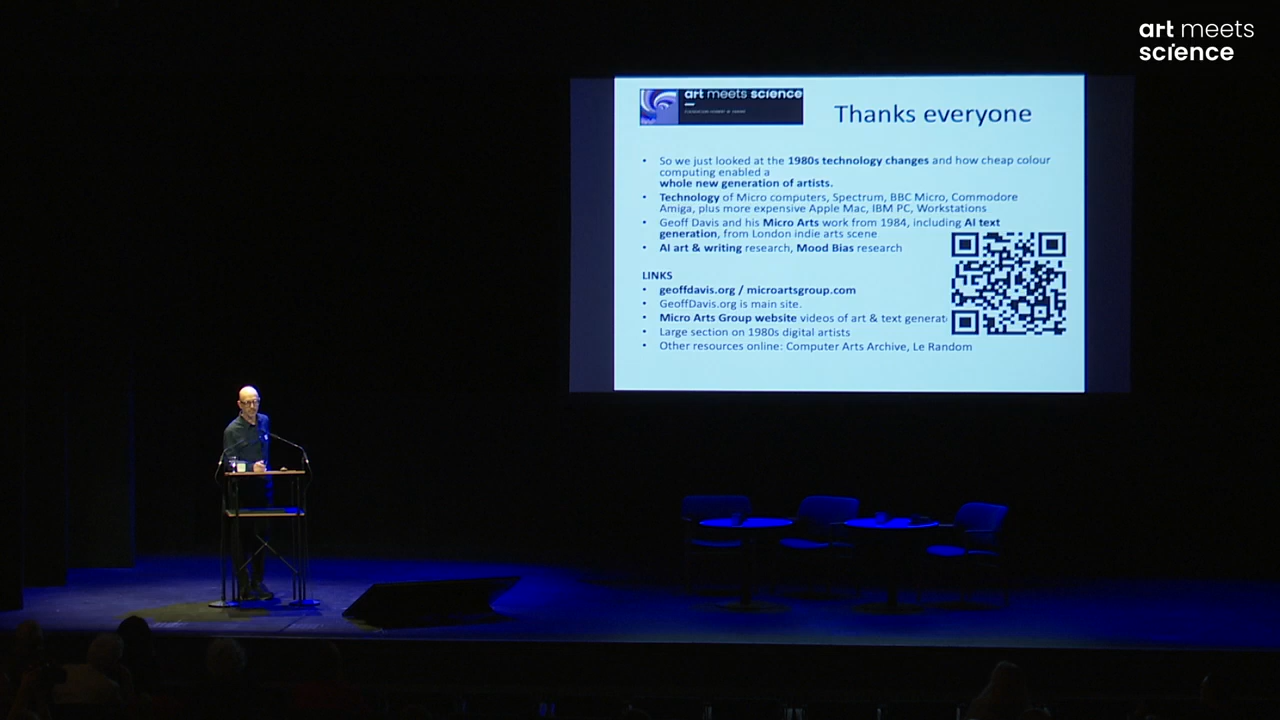 art meets
science
art meets science
Thanks everyone
• So we just looked at the 1980s technology changes and how cheap colour
computing enabled a
whole new generation of artists.
• Technology of Micro computers, Spectrum, BBC Micro, Commodore
Amiga, plus more expensive Apple Mac, IBM PC, Workstations
• Geoff Davis and his Micro Arts work from 1984, including AI text
generation, from London indie arts scene
• AI art & writing research, Mood Bias research
LINKS
• geoffdavis.org / microartsgroup.com
• GeoffDavis.org is main site.
• Micro Arts Group website videos of art & text generat
• Large section on 1980s digital artists
• Other resources online: Computer Arts Archive, Le Random